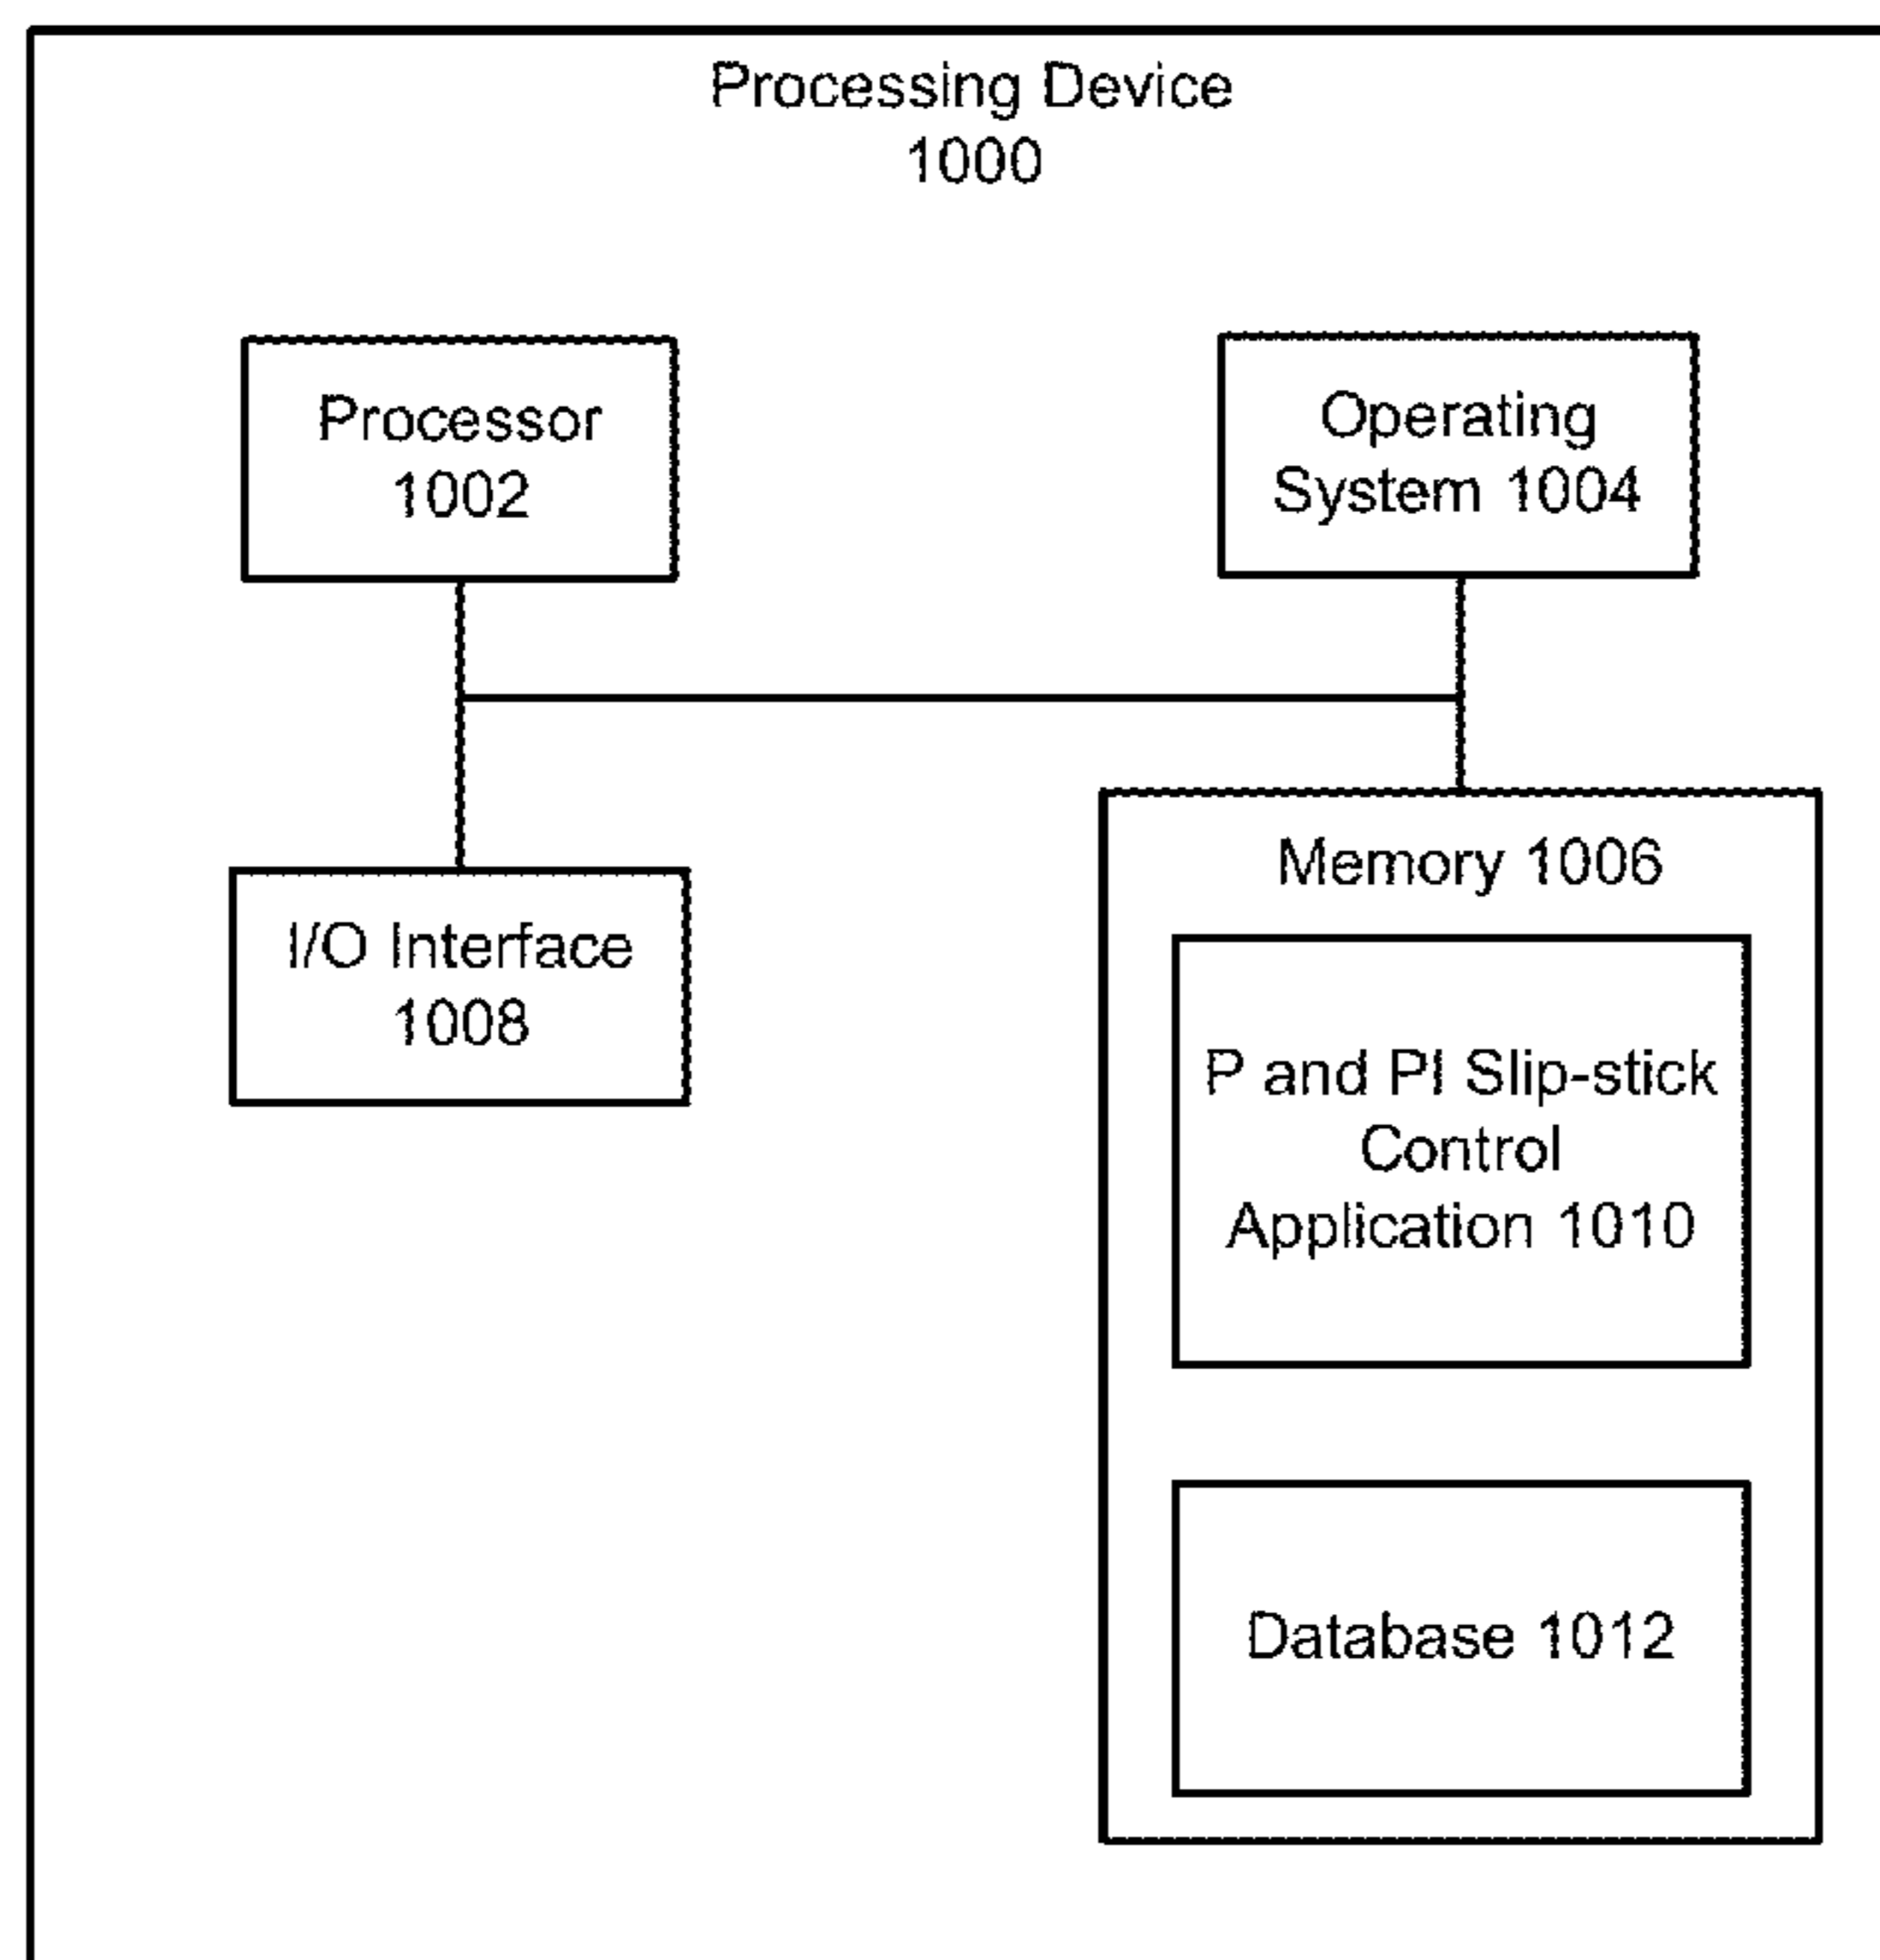 Processing Device
1000
Processor
1002
Operating
System 1004
I/O Interface
1008
Memory 1006
P and PI Slip-stick
Control
Application 1010
Database 1012